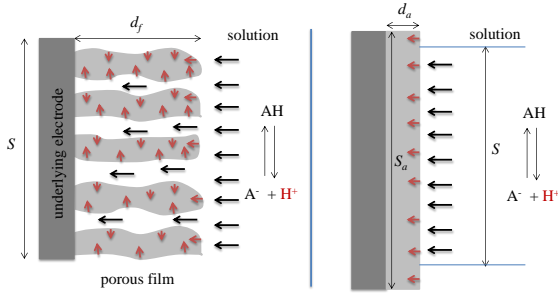 d_f
solution
S
underlying electrode
AH
A⁻ + H⁺
porous film
d_a
solution
S_a
S
AH
A⁻ + H⁺